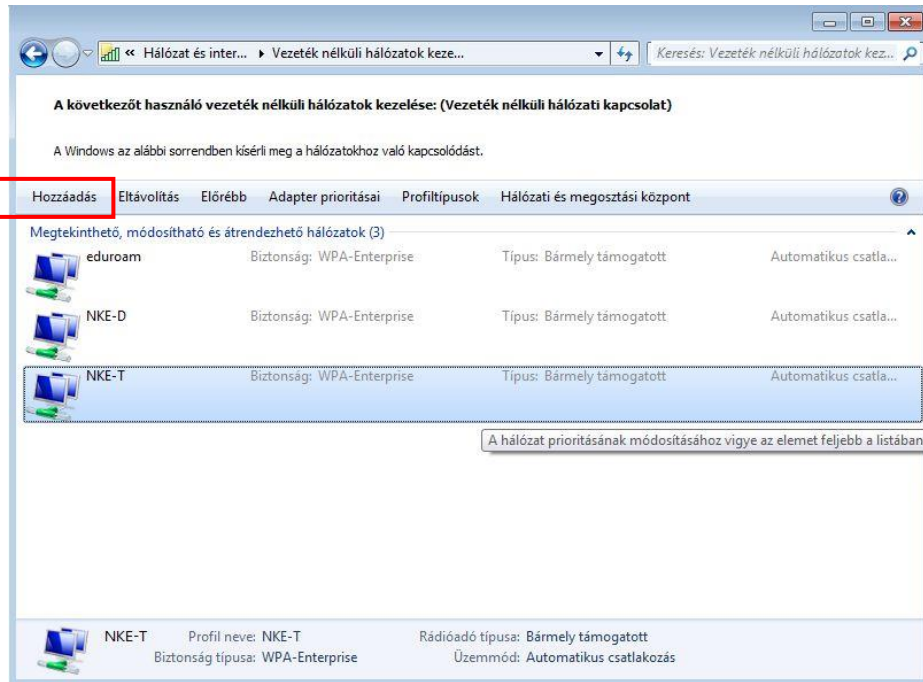 « Hálózat és inter... ▸ Vezeték nélküli hálózatok keze... Keresés: Vezeték nélküli hálózatok kez...
A következőt használó vezeték nélküli hálózatok kezelése: (Vezeték nélküli hálózati kapcsolat)
A Windows az alábbi sorrendben kísérli meg a hálózatokhoz való kapcsolódást.
Hozzáadás Eltávolítás Előrébb Adapter prioritásai Profiltípusok Hálózati és megosztási központ
Megtekinthető, módosítható és átrendezhető hálózatok (3)
eduroam Biztonság: WPA-Enterprise Típus: Bármely támogatott Automatikus csatla...
NKE-D Biztonság: WPA-Enterprise Típus: Bármely támogatott Automatikus csatla...
NKE-T Biztonság: WPA-Enterprise Típus: Bármely támogatott Automatikus csatla...
A hálózat prioritásának módosításához vigye az elemet feljebb a listában
NKE-T Profil neve: NKE-T Rádióadó típusa: Bármely támogatott
Biztonság típusa: WPA-Enterprise Üzemmód: Automatikus csatlakozás